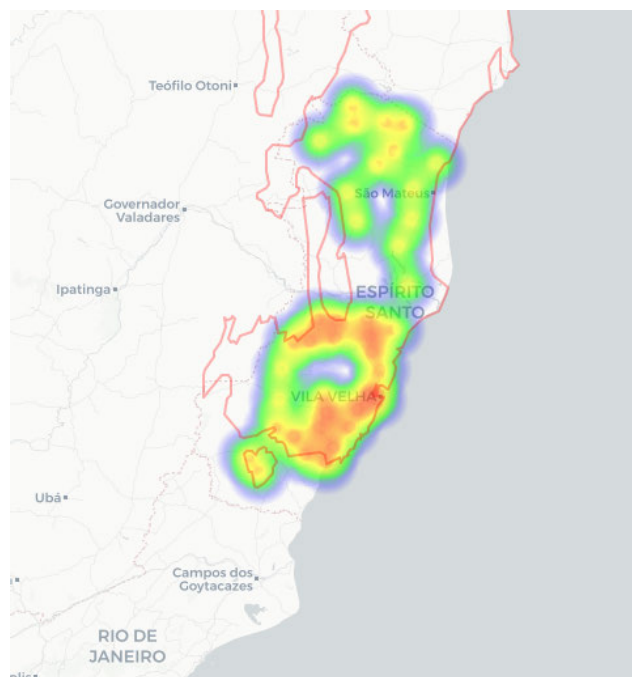 Teófilo Otoni
Governador
Valadares
São Mateus
Ipatinga
ESPÍRITO
SANTO
VILA VELHA
Ubá
Campos dos
Goytacazes
RIO DE
JANEIRO